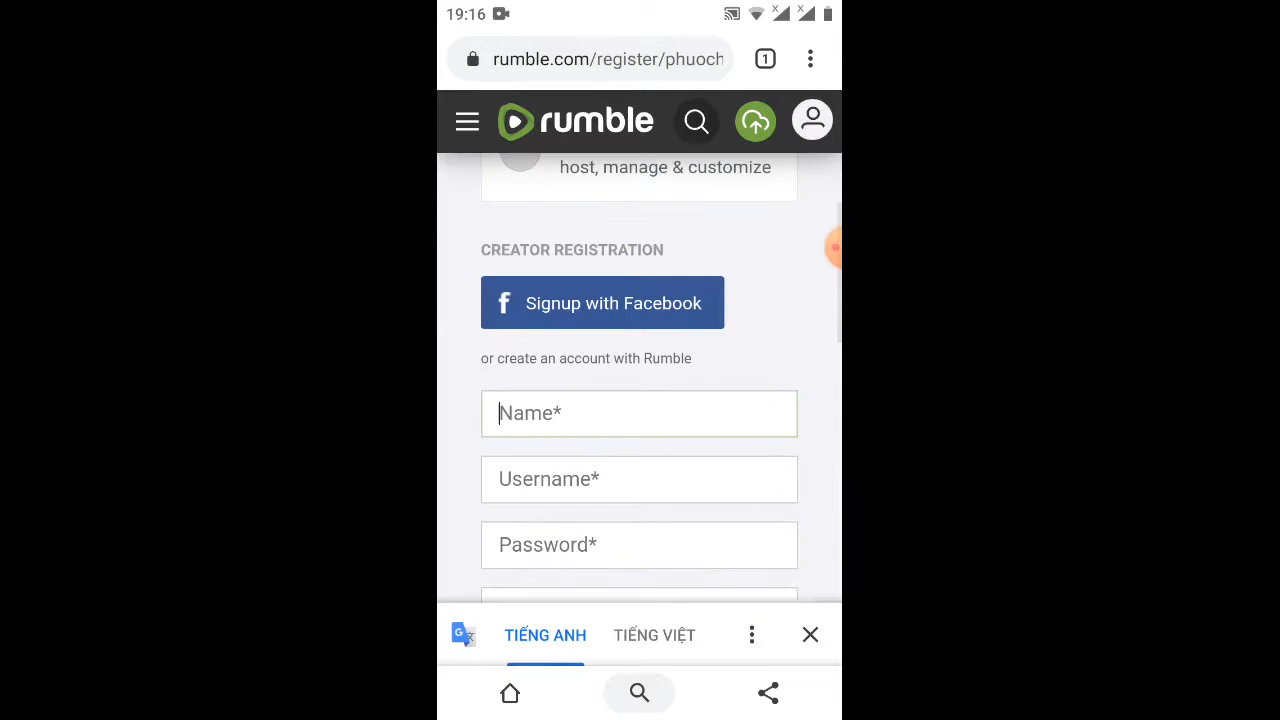 19:16
rumble.com/register/phuoch
1
rumble
host, manage & customize
CREATOR REGISTRATION
f Signup with Facebook
or create an account with Rumble
Name*
Username*
Password*
G 文 TIẾNG ANH TIẾNG VIỆT